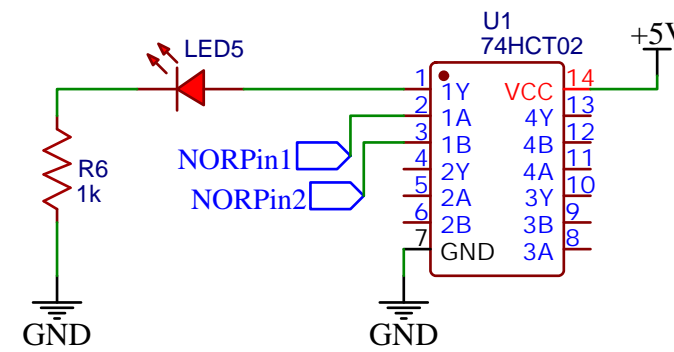 U1
74HCT02
+5V
LED5
1 1Y VCC 14
2 1A 4Y 13
3 1B 4B 12
4 2Y 4A 11
5 2A 3Y 10
6 2B 3B 9
7 GND 3A 8
NORPin1
NORPin2
R6
1k
GND
GND